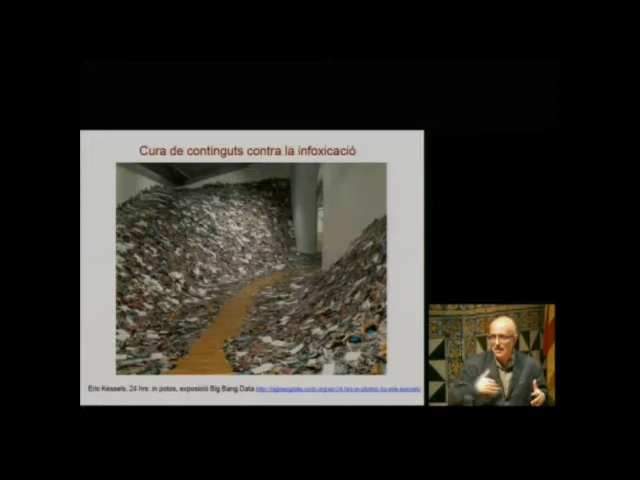 Cura de continguts contra la infoxicació
Eric Kessels, 24 hrs. in potos, exposició Big Bang Data